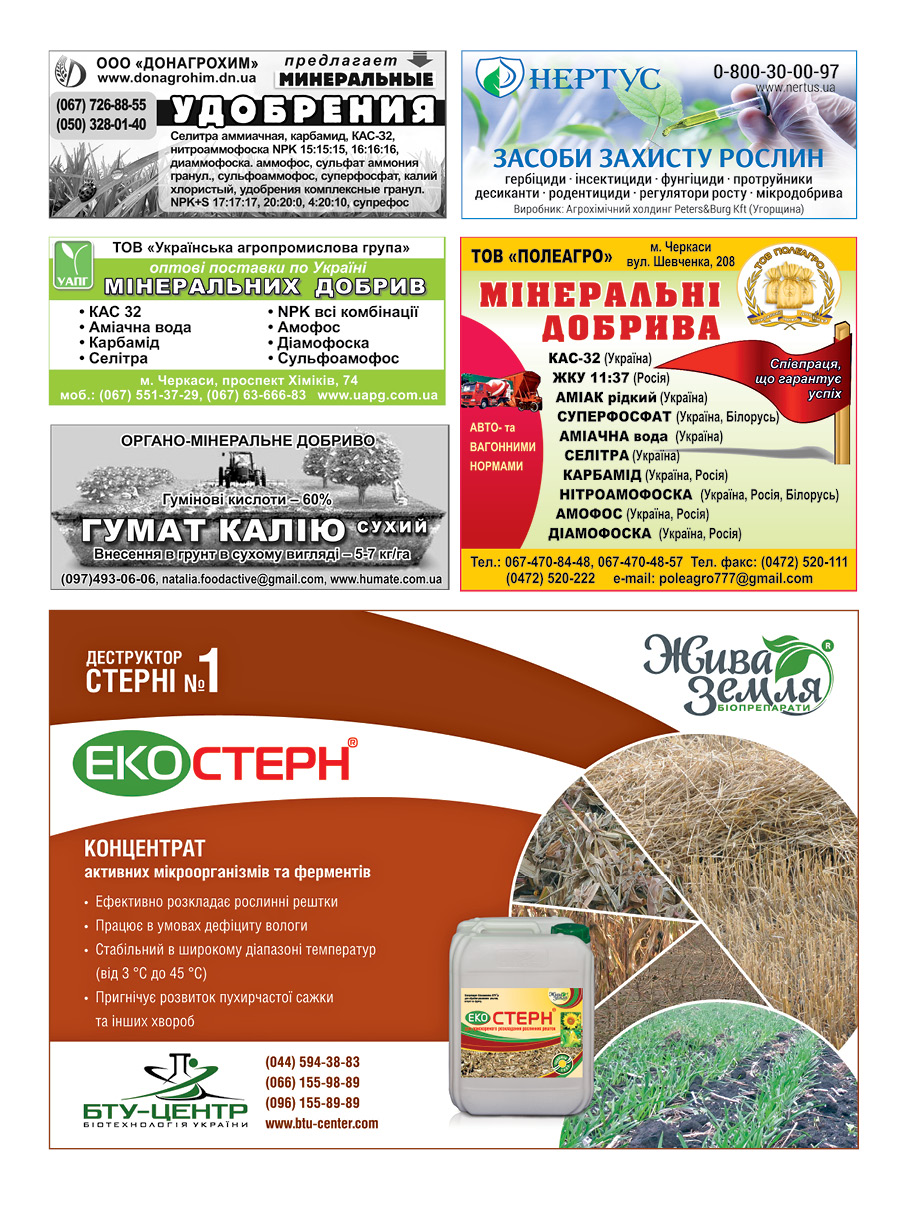 ООО «ДОНАГРОХИМ»
www.donagrohim.dn.ua
предлагает
МИНЕРАЛЬНЫЕ
(067) 726-88-55
(050) 328-01-40
УДОБРЕНИЯ
Селитра аммиачная, карбамид, КАС-32,
нитроаммофоска NPK 15:15:15, 16:16:16,
диаммофоска. аммофос, сульфат аммония
гранул., сульфоаммофос, суперфосфат, калий
хлористый, удобрения комплексные гранул.
NPK+S 17:17:17, 20:20:0, 4:20:10, супрефос
НЕРТУС
0-800-30-00-97
www.nertus.ua
ЗАСОБИ ЗАХИСТУ РОСЛИН
гербіциди · інсектициди · фунгіциди · протруйники
десиканти · родентициди · регулятори росту · мікродобрива
Виробник: Агрохімічний холдинг Peters&Burg Kft (Угорщина)
УАПГ
ТОВ «Українська агропромислова група»
оптові поставки по Україні
МІНЕРАЛЬНИХ ДОБРИВ
• КАС 32
• Аміачна вода
• Карбамід
• Селітра
• NPK всі комбінації
• Амофос
• Діамофоска
• Сульфоамофос
м. Черкаси, проспект Хіміків, 74
моб.: (067) 551-37-29, (067) 63-666-83 www.uapg.com.ua
ТОВ «ПОЛЕАГРО»
м. Черкаси
вул. Шевченка, 208
ТОВ ПОЛЕАГРО
МІНЕРАЛЬНІ
ДОБРИВА
КАС-32 (Україна)
ЖКУ 11:37 (Росія)
АМІАК рідкий (Україна)
СУПЕРФОСФАТ (Україна, Білорусь)
АМІАЧНА вода (Україна)
СЕЛІТРА (Україна)
КАРБАМІД (Україна, Росія)
НІТРОАМОФОСКА (Україна, Росія, Білорусь)
АМОФОС (Україна, Росія)
ДІАМОФОСКА (Україна, Росія)
Співпраця,
що гарантує
успіх
АВТО- та
ВАГОННИМИ
НОРМАМИ
Тел.: 067-470-84-48, 067-470-48-57 Тел. факс: (0472) 520-111
(0472) 520-222 e-mail: poleagro777@gmail.com
ОРГАНО-МІНЕРАЛЬНЕ ДОБРИВО
Гумінові кислоти – 60%
ГУМАТ КАЛІЮ СУХИЙ
Внесення в грунт в сухому вигляді – 5-7 кг/га
(097)493-06-06, natalia.foodactive@gmail.com, www.humate.com.ua
ДЕСТРУКТОР
СТЕРНІ №1
Жива
Земля
®
БІОПРЕПАРАТИ
ЕКОСТЕРН®
КОНЦЕНТРАТ
активних мікроорганізмів та ферментів
• Ефективно розкладає рослинні рештки
• Працює в умовах дефіциту вологи
• Стабільний в широкому діапазоні температур
(від 3 °C до 45 °C)
• Пригнічує розвиток пухирчастої сажки
та інших хвороб
Жива
Земля
ЕКОСТЕРН
БТУ-ЦЕНТР
БІОТЕХНОЛОГІЯ УКРАЇНИ
(044) 594-38-83
(066) 155-98-89
(096) 155-89-89
www.btu-center.com